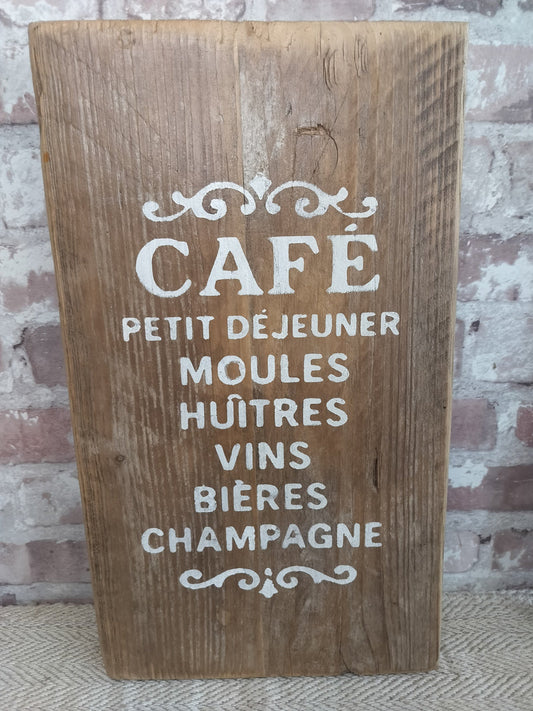 CAFÉ
PETIT DÉJEUNER
MOULES
HUÎTRES
VINS
BIÈRES
CHAMPAGNE